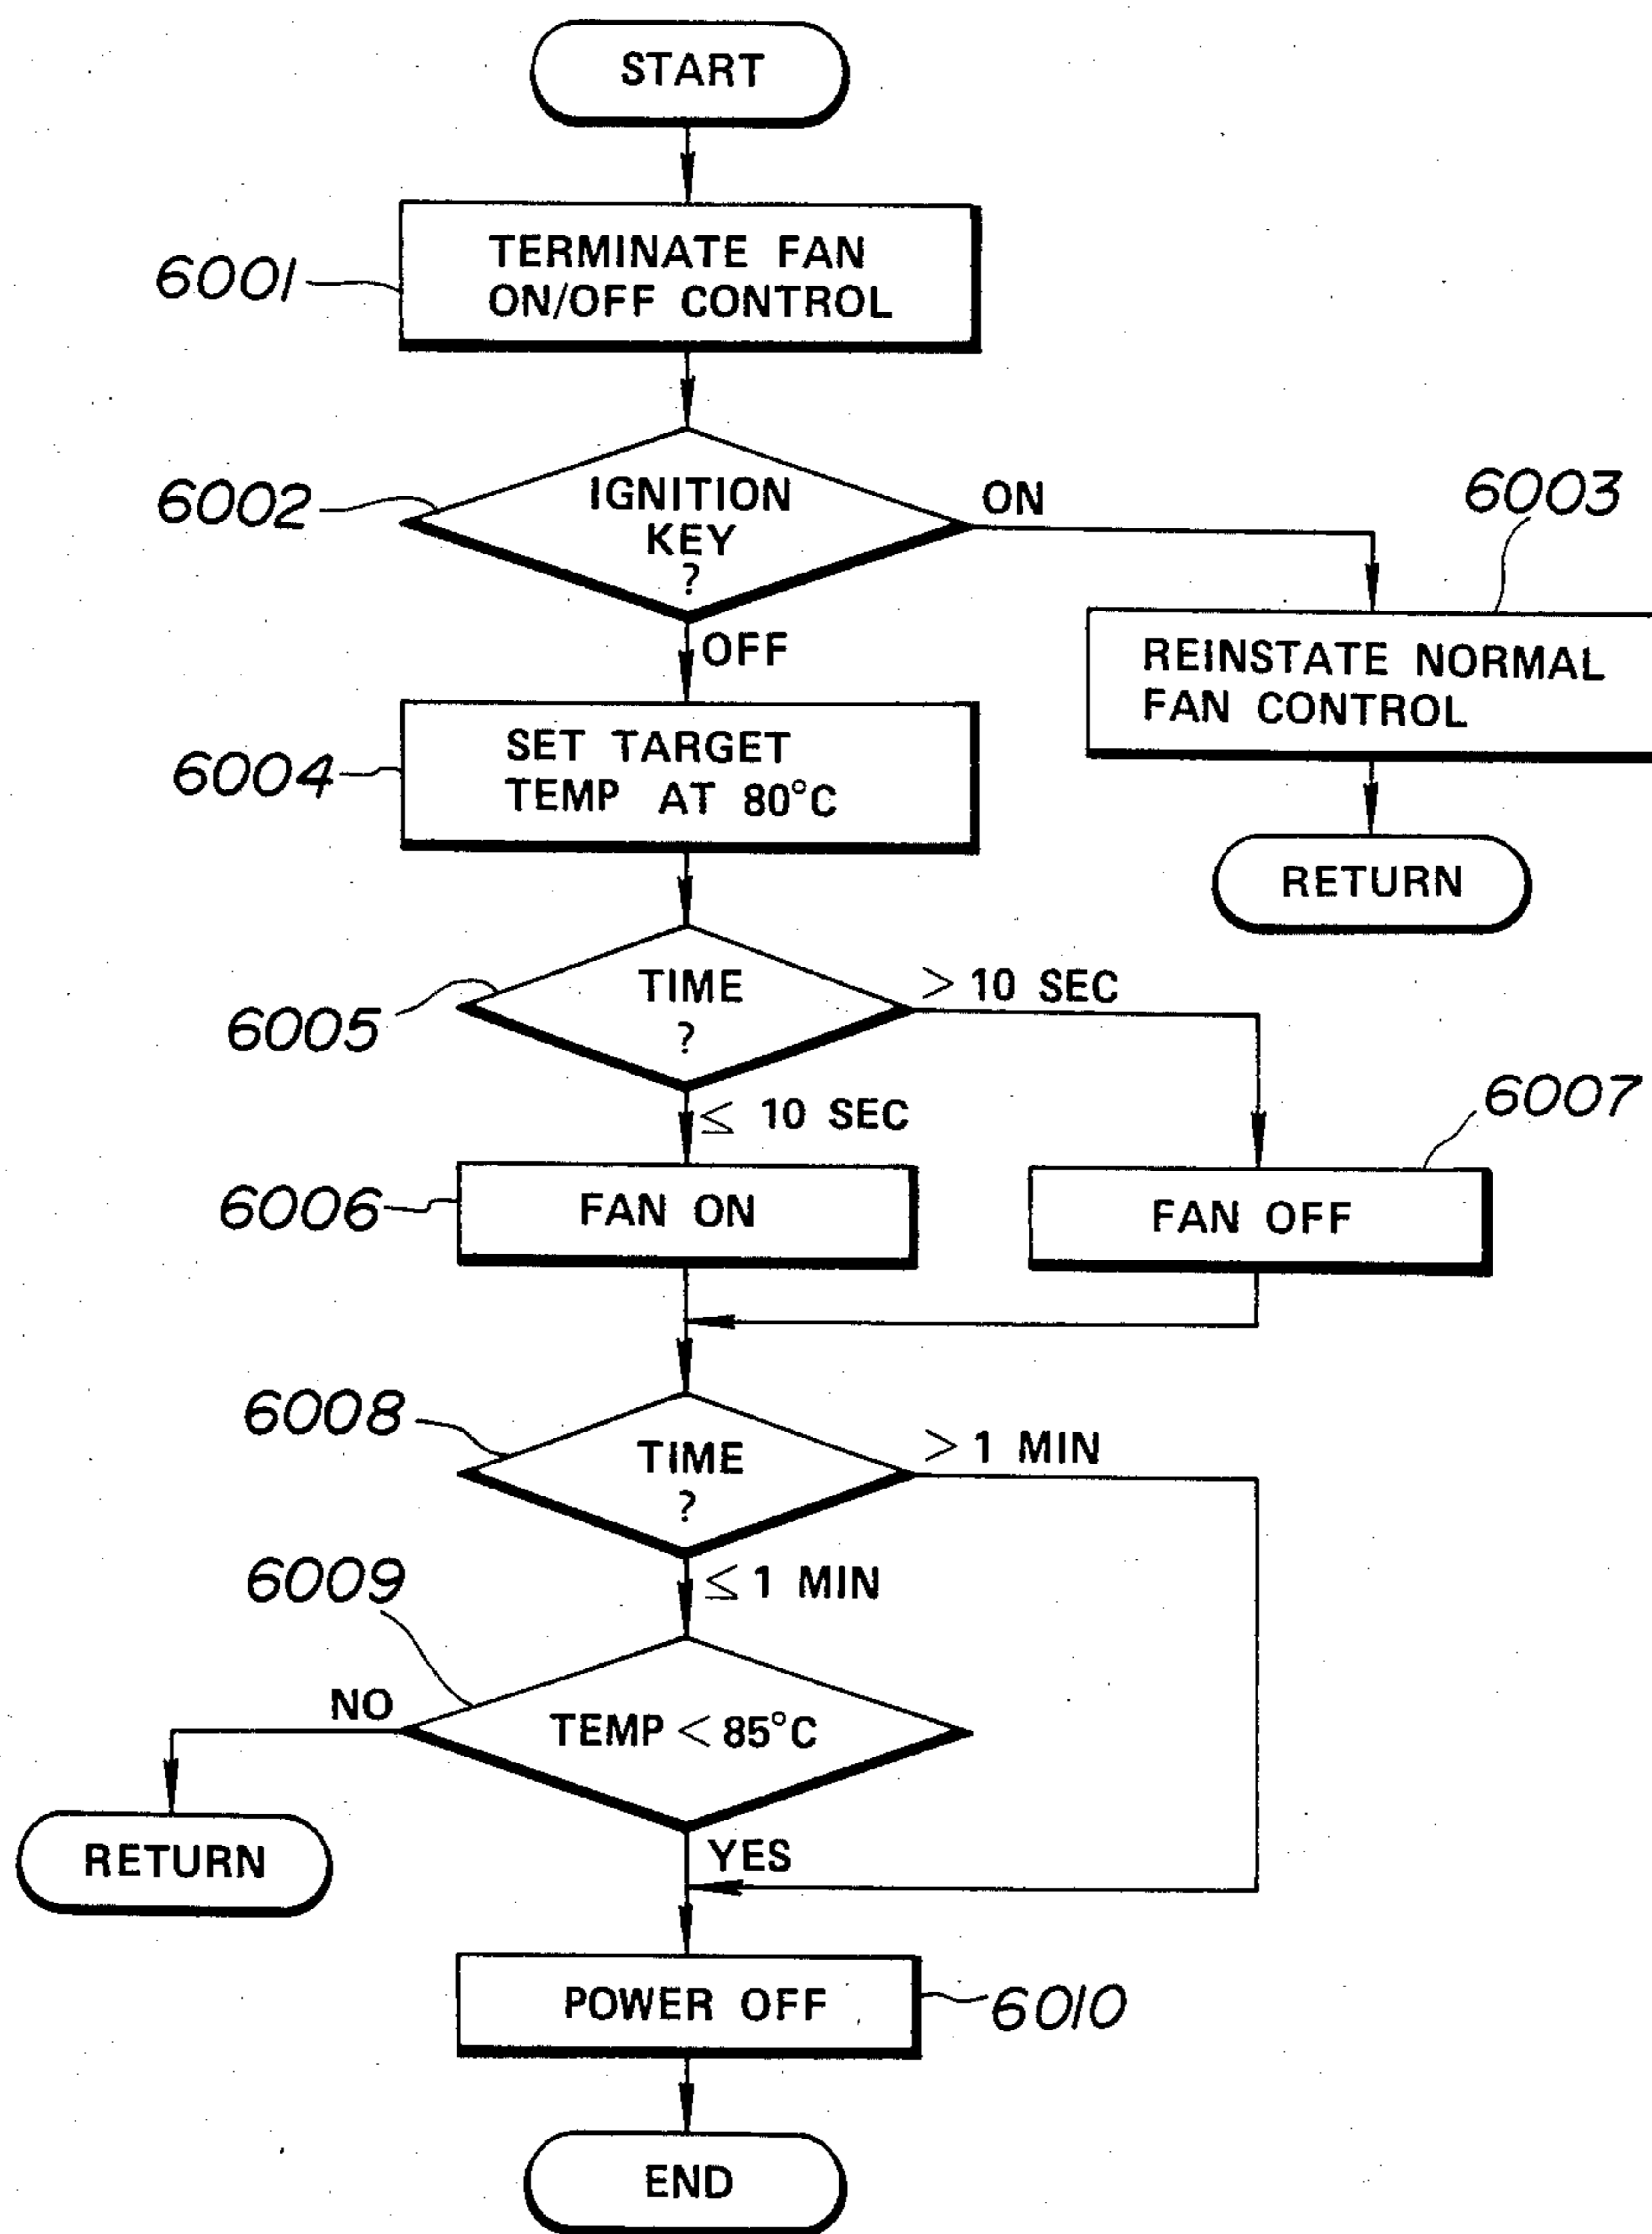 START
TERMINATE FAN
ON/OFF CONTROL
6001
IGNITION
KEY
?
6002
ON
6003
OFF
REINSTATE NORMAL
FAN CONTROL
SET TARGET
TEMP AT 80°C
6004
RETURN
TIME
?
> 10 SEC
6005
≤ 10 SEC
6007
FAN ON
6006
FAN OFF
6008
TIME
?
> 1 MIN
≤ 1 MIN
6009
NO
TEMP < 85°C
RETURN
YES
POWER OFF
6010
END